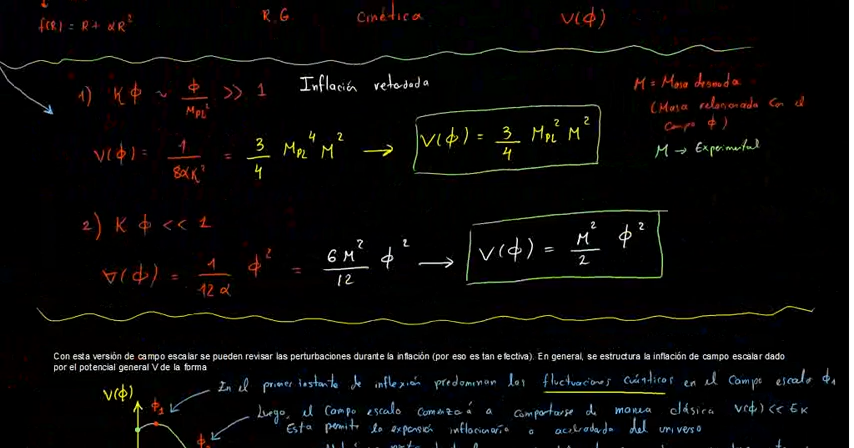 f(R) = R + αR²
R.G
Cinética
V(ϕ)
1) Kϕ ~ ϕ/M_PL² >> 1
Inflación retardada
M = Masa desnuda
(Masa relacionada con el
campo ϕ)
M → Experimental
V(ϕ) = 1/8αK² = 3/4 M_PL⁴ M² → V(ϕ) = 3/4 M_PL² M²
2) Kϕ << 1
V(ϕ) = 1/12α ϕ² = 6M²/12 ϕ² → V(ϕ) = M²/2 ϕ²
Con esta versión de campo escalar se pueden revisar las perturbaciones durante la inflación (por eso es tan efectiva). En general, se estructura la inflación de campo escalar dado
por el potencial general V de la forma
V(ϕ)
ϕ₁
En el primer instante de inflexión predominan las fluctuaciones cuánticas en el campo escalo ϕ₁
Luego, el campo escalo comenzará a comportarse de manera clásica V(ϕ) << Ek
Esta permite la expansión inflacionaria o acelerada del universo